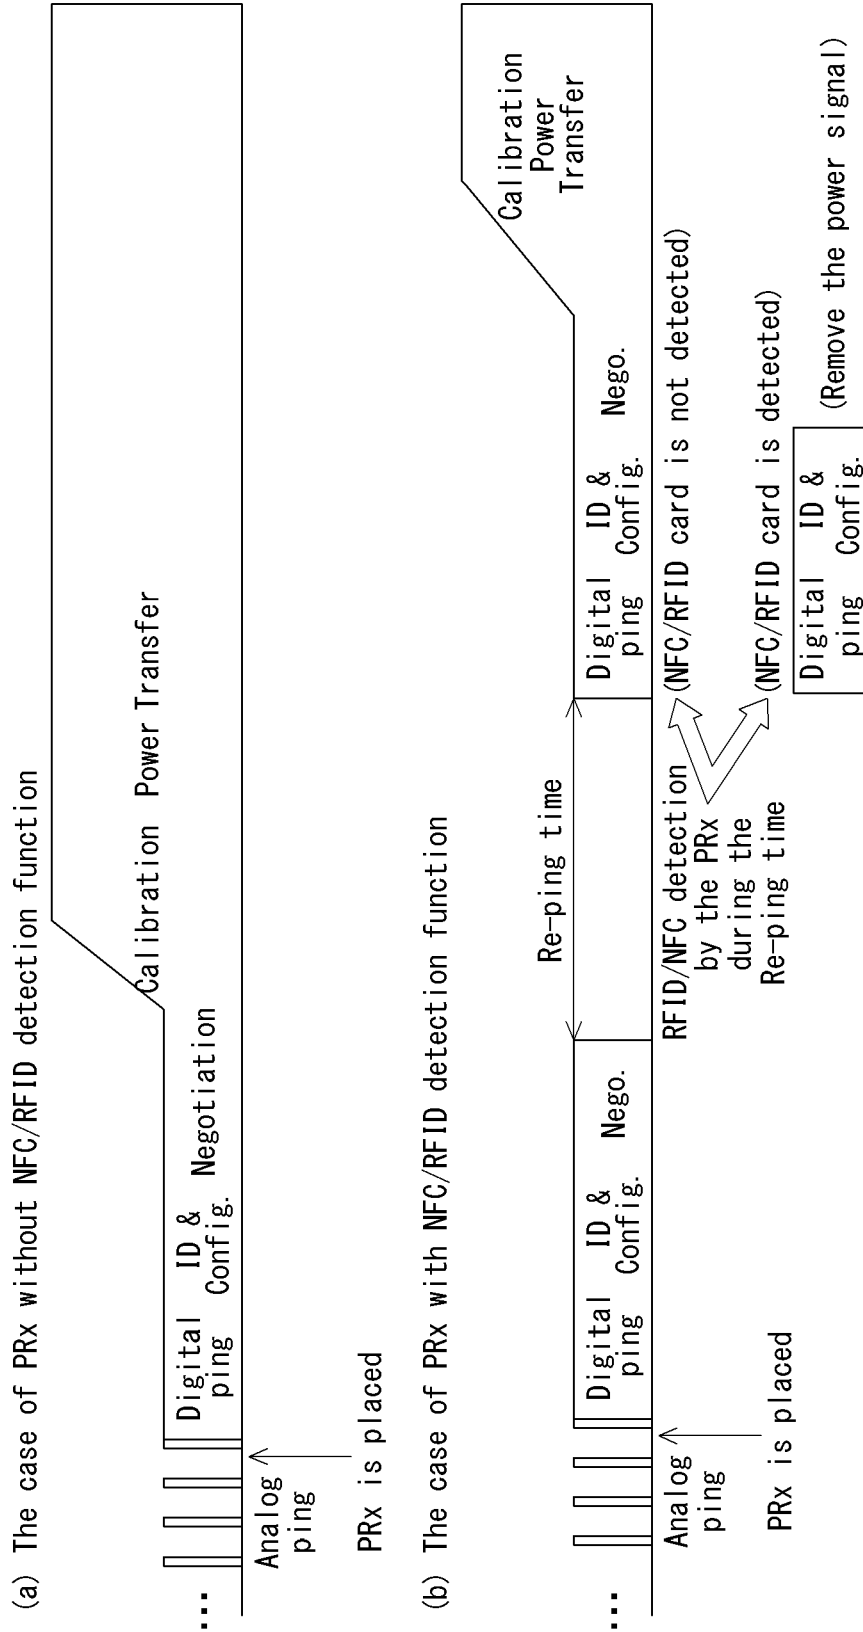 (a) The case of PRx without NFC/RFID detection function
...
Analog
ping
PRx is placed
Digital
ping
ID &
Config.
Negotiation
Calibration Power Transfer
(b) The case of PRx with NFC/RFID detection function
...
Analog
ping
PRx is placed
Digital
ping
ID &
Config.
Nego.
Re-ping time
RFID/NFC detection
by the PRx
during the
Re-ping time
Digital
ping
ID &
Config.
Nego.
Calibration
Power
Transfer
(NFC/RFID card is not detected)
(NFC/RFID card is detected)
Digital
ping
ID &
Config.
(Remove the power signal)